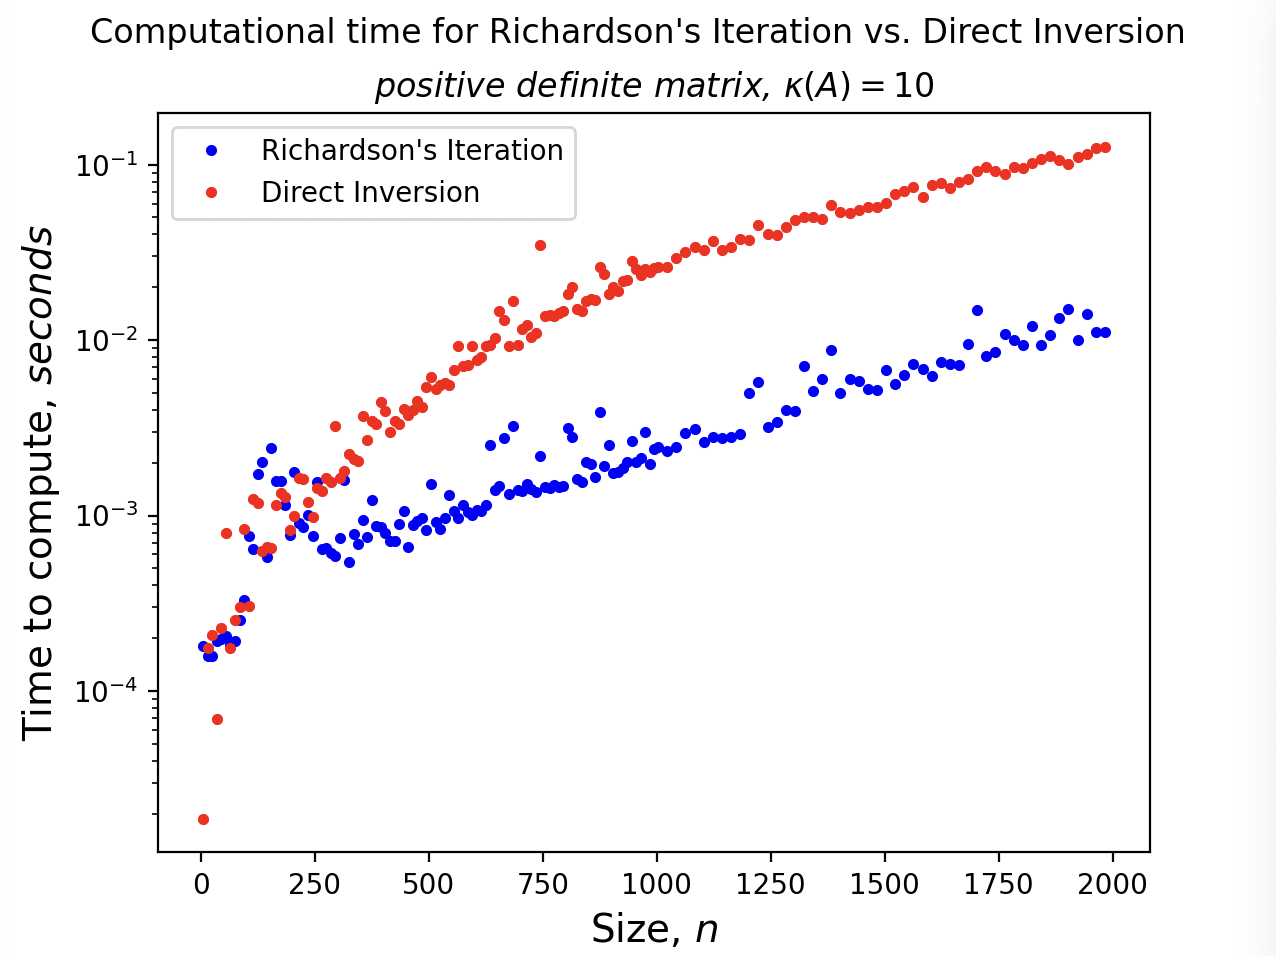 Computational time for Richardson's Iteration vs. Direct Inversion
positive definite matrix, κ(A) = 10
Richardson's Iteration
Direct Inversion
10⁻¹
10⁻²
10⁻³
10⁻⁴
Time to compute, seconds
0 250 500 750 1000 1250 1500 1750 2000
Size, n